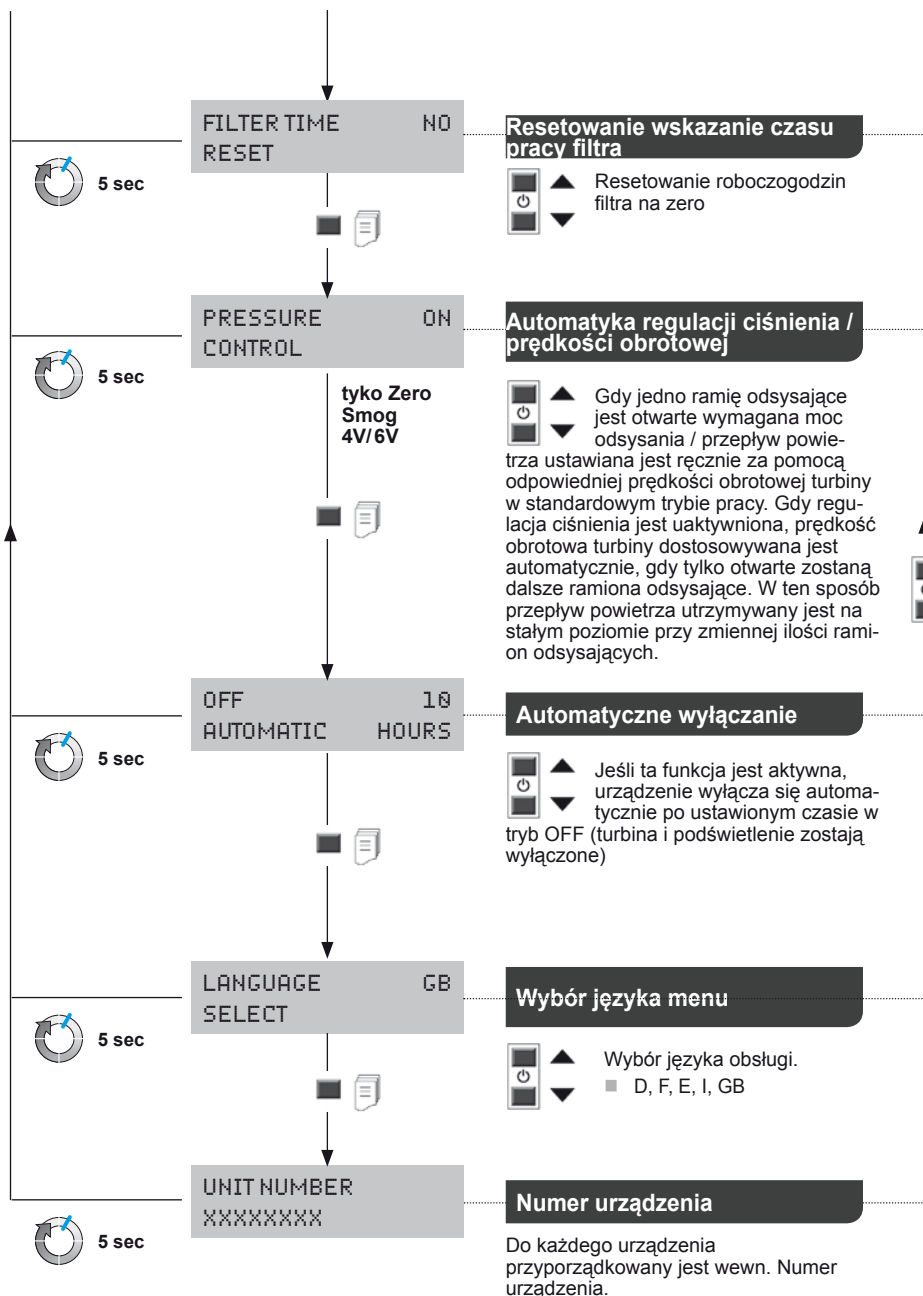 FILTER TIME NO
RESET
5 sec
Resetowanie wskazanie czasu
pracy filtra
Resetowanie roboczogodzin
filtra na zero
PRESSURE ON
CONTROL
5 sec
tyko Zero
Smog
4V/6V
Automatyka regulacji ciśnienia /
prędkości obrotowej
Gdy jedno ramię odsysające
jest otwarte wymagana moc
odsysania / przepływ powie-
trza ustawiana jest ręcznie za pomocą
odpowiedniej prędkości obrotowej turbiny
w standardowym trybie pracy. Gdy regu-
lacja ciśnienia jest uaktywniona, prędkość
obrotowa turbiny dostosowywana jest
automatycznie, gdy tylko otwarte zostaną
dalsze ramiona odsysające. W ten sposób
przepływ powietrza utrzymywany jest na
stałym poziomie przy zmiennej ilości rami-
on odsysających.
OFF 10
AUTOMATIC HOURS
5 sec
Automatyczne wyłączanie
Jeśli ta funkcja jest aktywna,
urządzenie wyłącza się automa-
tycznie po ustawionym czasie w
tryb OFF (turbina i podświetlenie zostają
wyłączone)
LANGUAGE GB
SELECT
5 sec
Wybór języka menu
Wybór języka obsługi.
D, F, E, I, GB
UNIT NUMBER
XXXXXXXX
5 sec
Numer urządzenia
Do każdego urządzenia
przyporządkowany jest wewn. Numer
urządzenia.